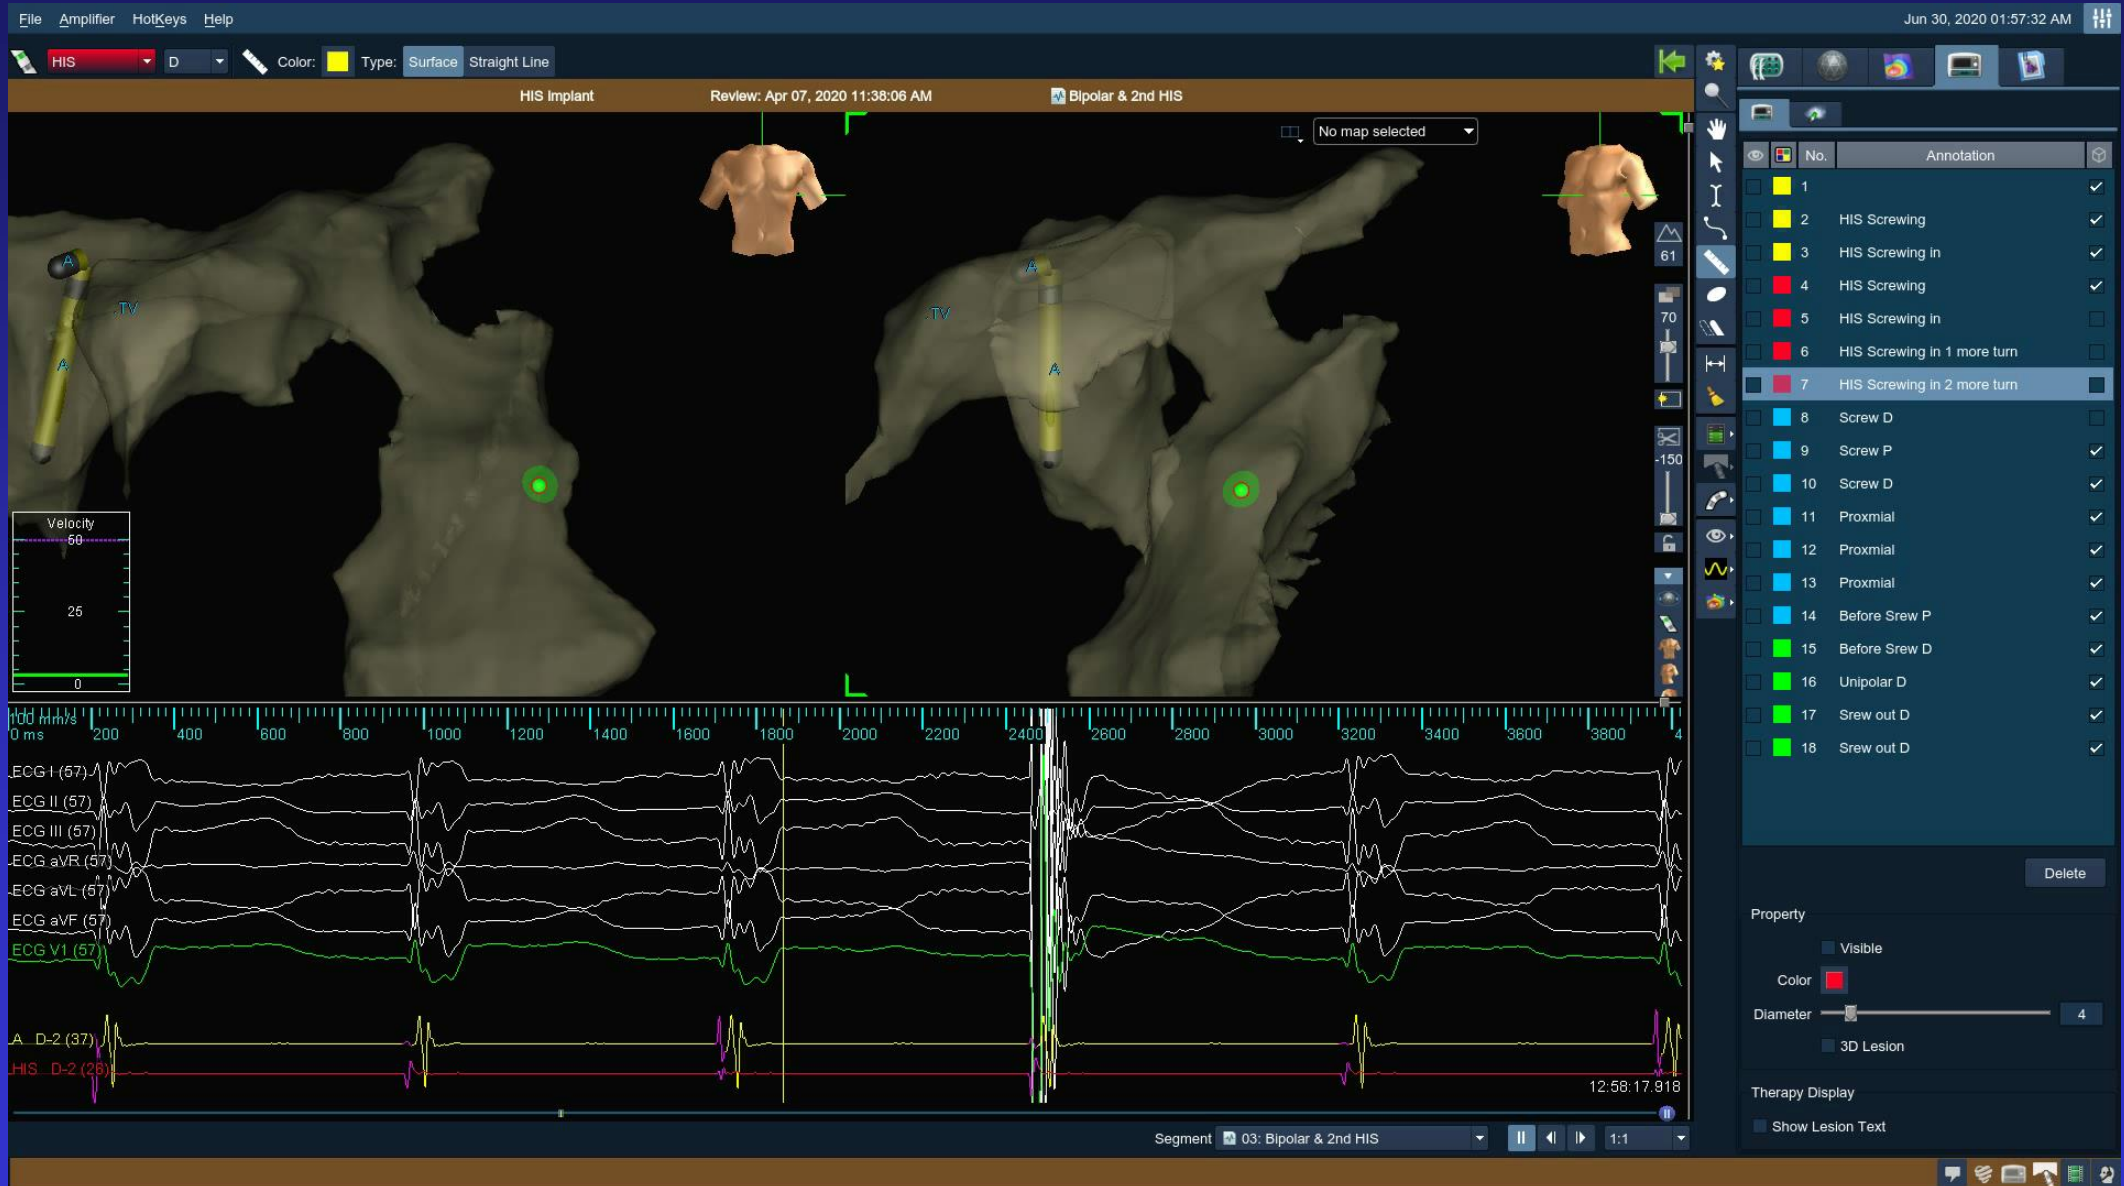 File Amplifier HotKeys Help Jun 30, 2020 01:57:32 AM
HIS D Color: Type: Surface Straight Line
HIS Implant Review: Apr 07, 2020 11:38:06 AM Bipolar & 2nd HIS
No map selected
No. Annotation
1
2 HIS Screwing
3 HIS Screwing in
4 HIS Screwing
5 HIS Screwing in
6 HIS Screwing in 1 more turn
7 HIS Screwing in 2 more turn
8 Screw D
9 Screw P
10 Screw D
11 Proxmial
12 Proxmial
13 Proxmial
14 Before Srew P
15 Before Srew D
16 Unipolar D
17 Srew out D
18 Srew out D
A
TV
A
A
TV
A
61
70
-150
Velocity
50
25
0
100 mm/s
0 ms 200 400 600 800 1000 1200 1400 1600 1800 2000 2200 2400 2600 2800 3000 3200 3400 3600 3800 4
ECG I (57)
ECG II (57)
ECG III (57)
ECG aVR (57)
ECG aVL (57)
ECG aVF (57)
ECG V1 (57)
A D-2 (37)
HIS D-2 (26)
12:58:17.918
Segment 03: Bipolar & 2nd HIS 1:1
Delete
Property
Visible
Color
Diameter 4
3D Lesion
Therapy Display
Show Lesion Text